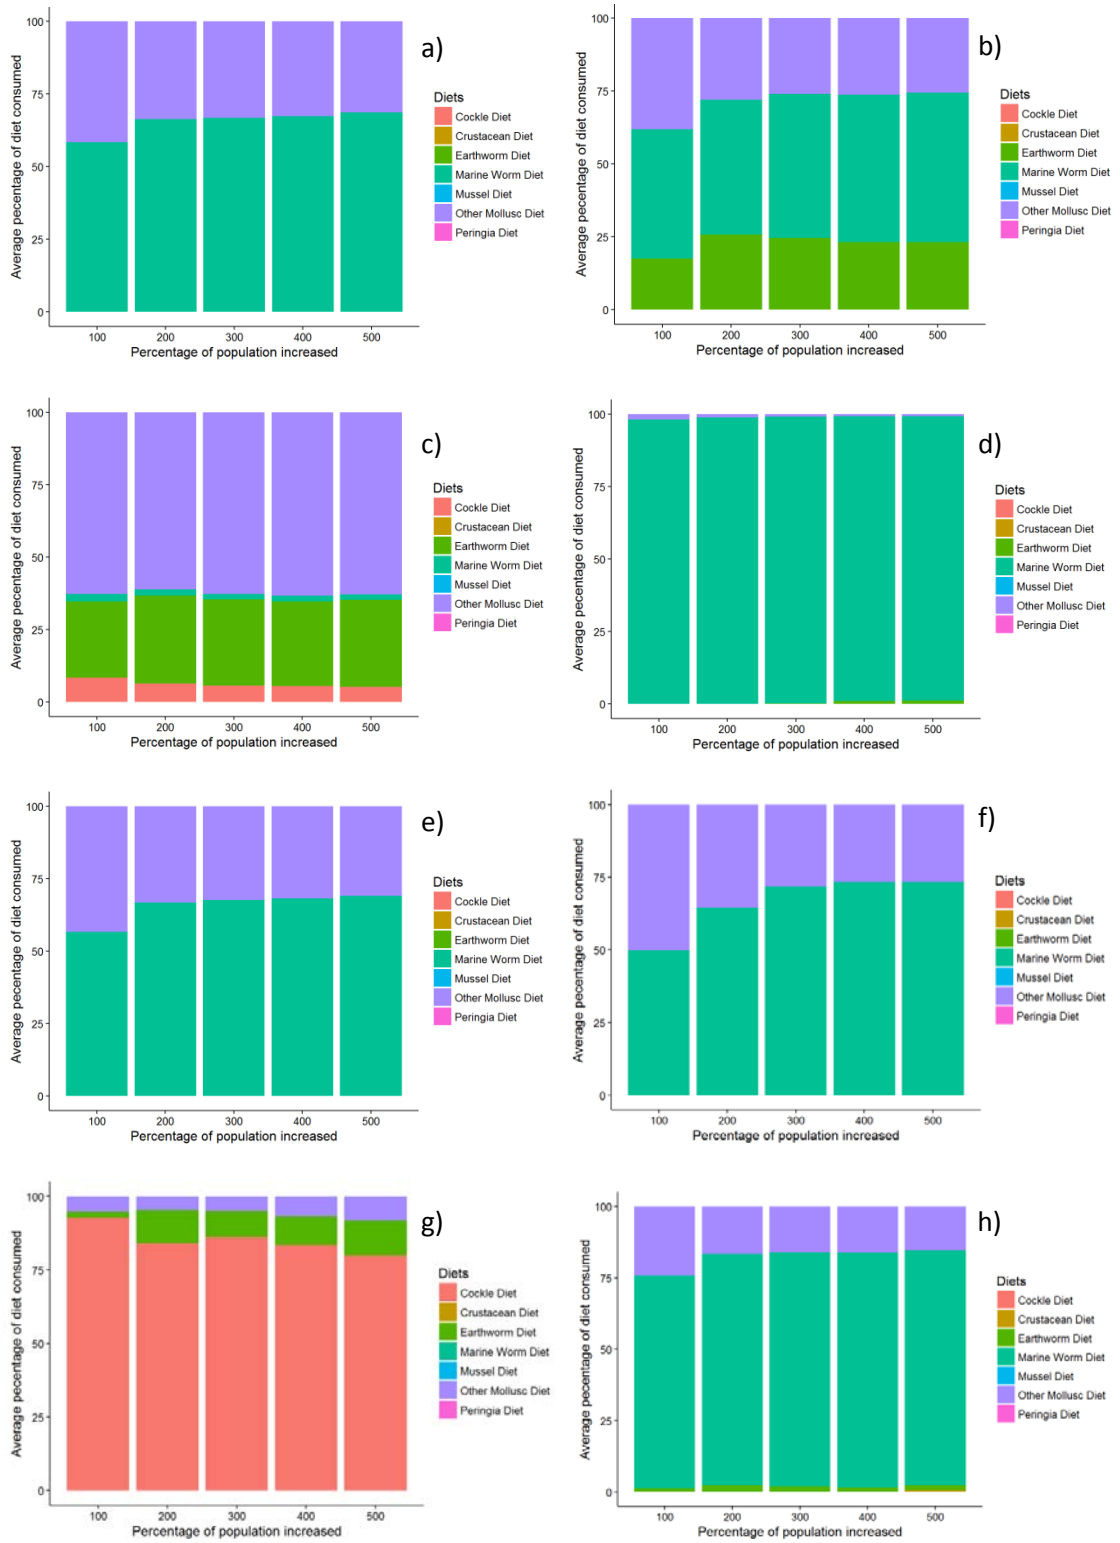 a)
Average pecentage of diet consumed
100
75
50
25
0
100 200 300 400 500
Percentage of population increased
Diets
Cockle Diet
Crustacean Diet
Earthworm Diet
Marine Worm Diet
Mussel Diet
Other Mollusc Diet
Peringia Diet
b)
Average pecentage of diet consumed
100
75
50
25
0
100 200 300 400 500
Percentage of population increased
Diets
Cockle Diet
Crustacean Diet
Earthworm Diet
Marine Worm Diet
Mussel Diet
Other Mollusc Diet
Peringia Diet
c)
Average pecentage of diet consumed
100
75
50
25
0
100 200 300 400 500
Percentage of population increased
Diets
Cockle Diet
Crustacean Diet
Earthworm Diet
Marine Worm Diet
Mussel Diet
Other Mollusc Diet
Peringia Diet
d)
Average pecentage of diet consumed
100
75
50
25
0
100 200 300 400 500
Percentage of population increased
Diets
Cockle Diet
Crustacean Diet
Earthworm Diet
Marine Worm Diet
Mussel Diet
Other Mollusc Diet
Peringia Diet
e)
Average pecentage of diet consumed
100
75
50
25
0
100 200 300 400 500
Percentage of population increased
Diets
Cockle Diet
Crustacean Diet
Earthworm Diet
Marine Worm Diet
Mussel Diet
Other Mollusc Diet
Peringia Diet
f)
Average pecentage of diet consumed
100
75
50
25
0
100 200 300 400 500
Percentage of population increased
Diets
Cockle Diet
Crustacean Diet
Earthworm Diet
Marine Worm Diet
Mussel Diet
Other Mollusc Diet
Peringia Diet
g)
Average pecentage of diet consumed
100
75
50
25
0
100 200 300 400 500
Percentage of population increased
Diets
Cockle Diet
Crustacean Diet
Earthworm Diet
Marine Worm Diet
Mussel Diet
Other Mollusc Diet
Peringia Diet
h)
Average pecentage of diet consumed
100
75
50
25
0
100 200 300 400 500
Percentage of population increased
Diets
Cockle Diet
Crustacean Diet
Earthworm Diet
Marine Worm Diet
Mussel Diet
Other Mollusc Diet
Peringia Diet